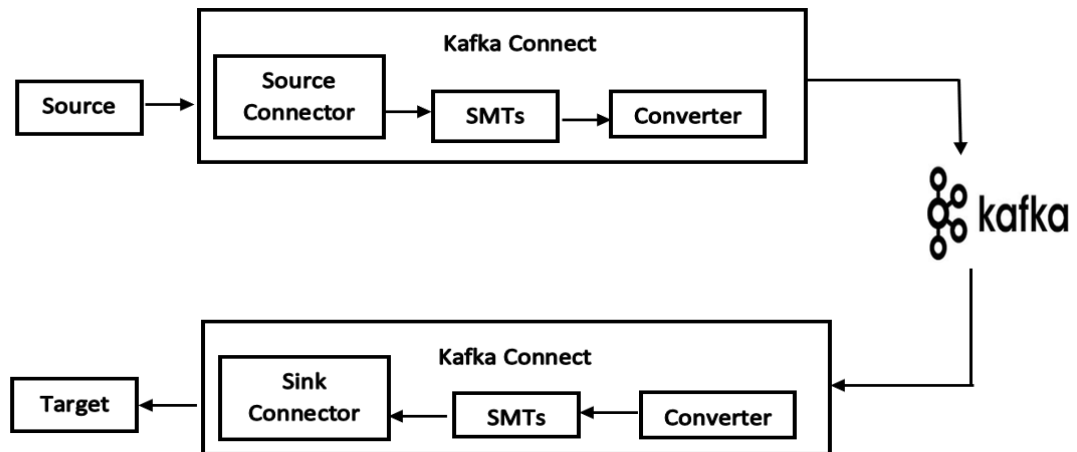 Kafka Connect
Source
Source
Connector
SMTs
Converter
kafka
Kafka Connect
Target
Sink
Connector
SMTs
Converter